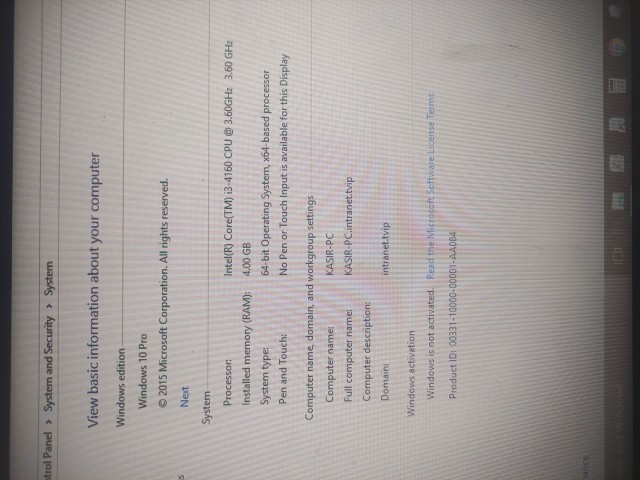 trol Panel > System and Security > System
View basic information about your computer
Windows edition
Windows 10 Pro
© 2015 Microsoft Corporation. All rights reserved.
Next
System
Processor: Intel(R) Core(TM) i3-4160 CPU @ 3.60GHz 3.60 GHz
Installed memory (RAM): 4.00 GB
System type: 64-bit Operating System, x64-based processor
Pen and Touch: No Pen or Touch Input is available for this Display
Computer name, domain, and workgroup settings
Computer name: KASIR-PC
Full computer name: KASIR-PC.intranet.tvip
Computer description:
Domain: intranet.tvip
Windows activation
Windows is not activated. Read the Microsoft Software License Terms
Product ID: 00331-10000-00001-AA084